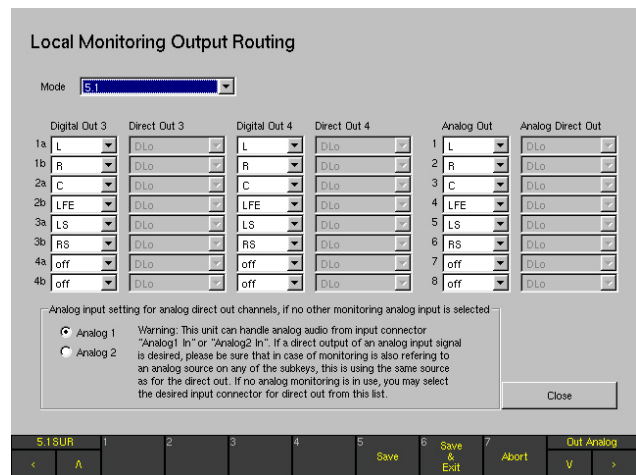 Local Monitoring Output Routing
Mode 5.1
Digital Out 3 Direct Out 3 Digital Out 4 Direct Out 4 Analog Out Analog Direct Out
1a L DLo L DLo 1 L DLo
1b R DLo R DLo 2 R DLo
2a C DLo C DLo 3 C DLo
2b LFE DLo LFE DLo 4 LFE DLo
3a LS DLo LS DLo 5 LS DLo
3b RS DLo RS DLo 6 RS DLo
4a off DLo off DLo 7 off DLo
4b off DLo off DLo 8 off DLo
Analog input setting for analog direct out channels, if no other monitoring analog input is selected
Analog 1
Analog 2
Warning: This unit can handle analog audio from input connector
"Analog1 In" or "Analog2 In". If a direct output of an analog input signal
is desired, please be sure that in case of monitoring is also refering to
an analog source on any of the subkeys, this is using the same source
as for the direct out. If no analog monitoring is in use, you may select
the desired input connector for direct out from this list.
Close
5.1SUR 1 2 3 4 5 Save 6 Save & Exit 7 Abort Out Analog
< Λ V >